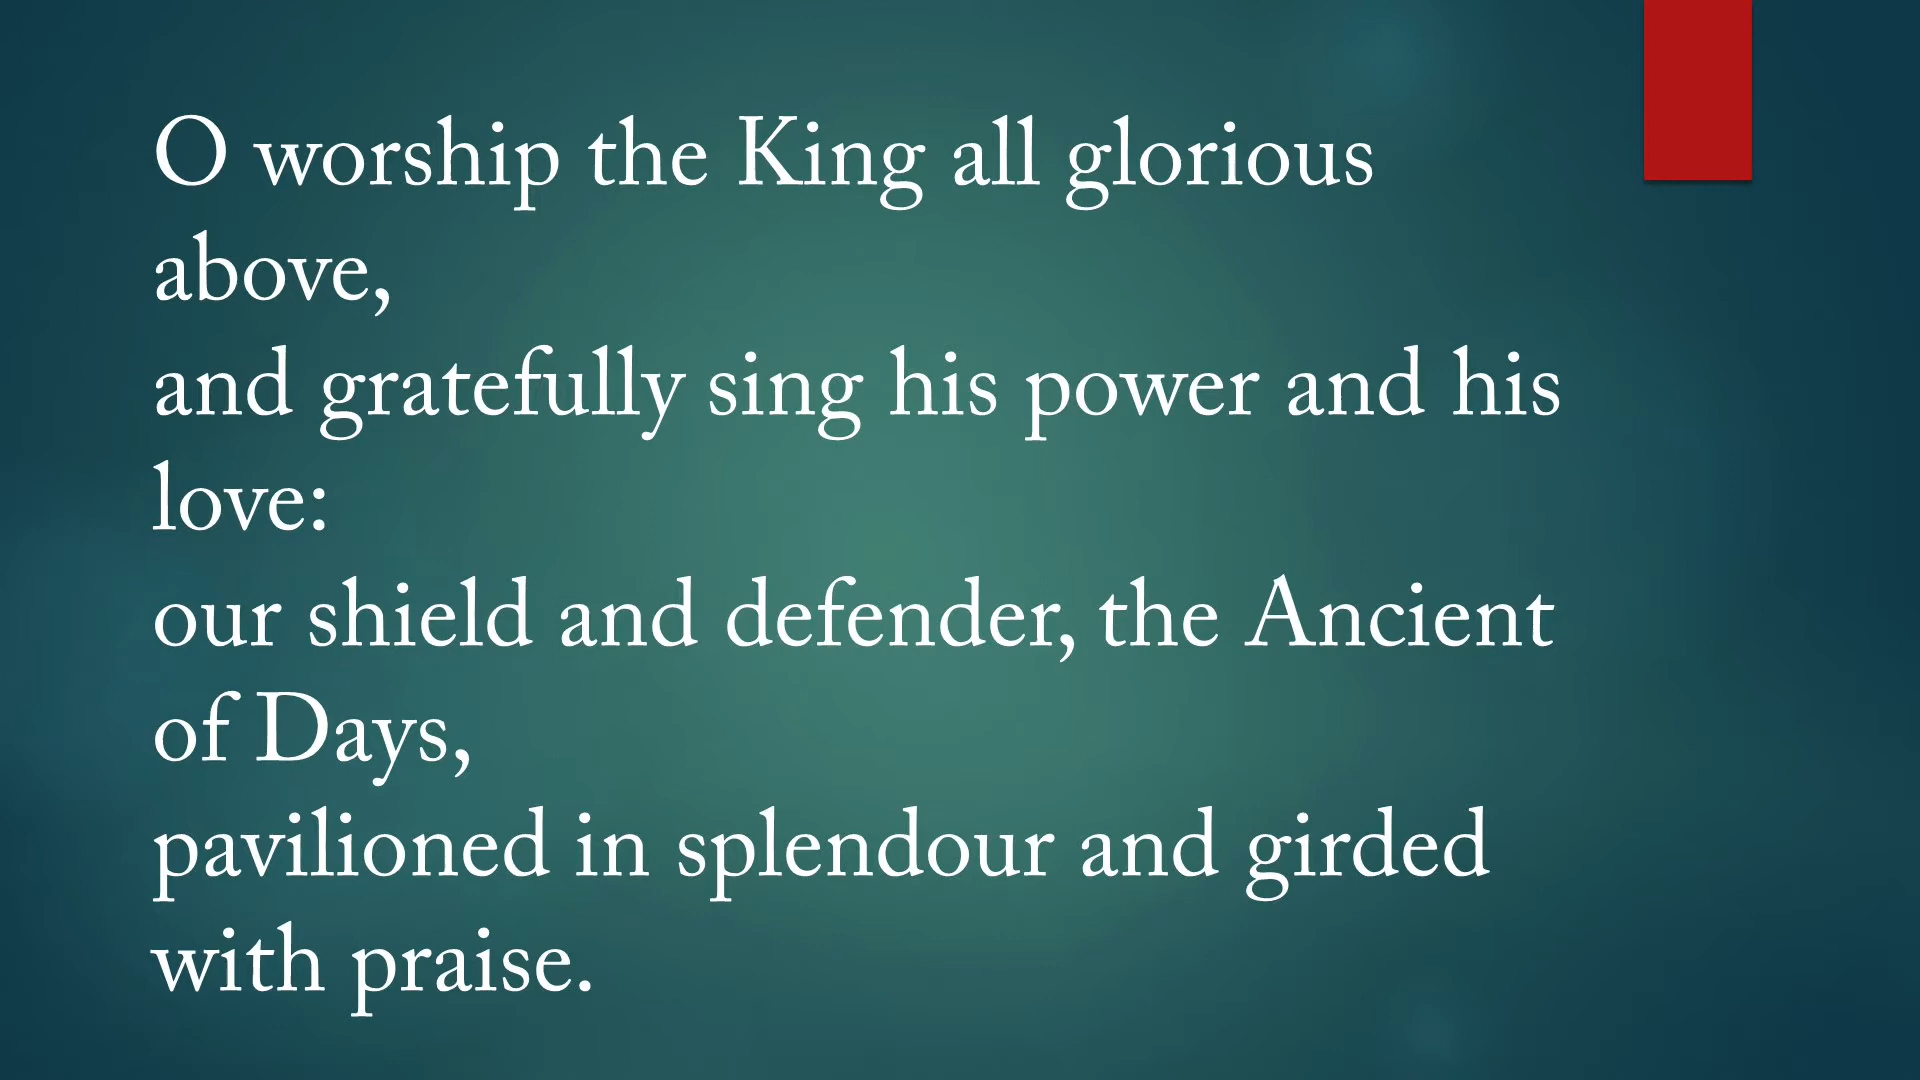 O worship the King all glorious
above,
and gratefully sing his power and his
love:
our shield and defender, the Ancient
of Days,
pavilioned in splendour and girded
with praise.